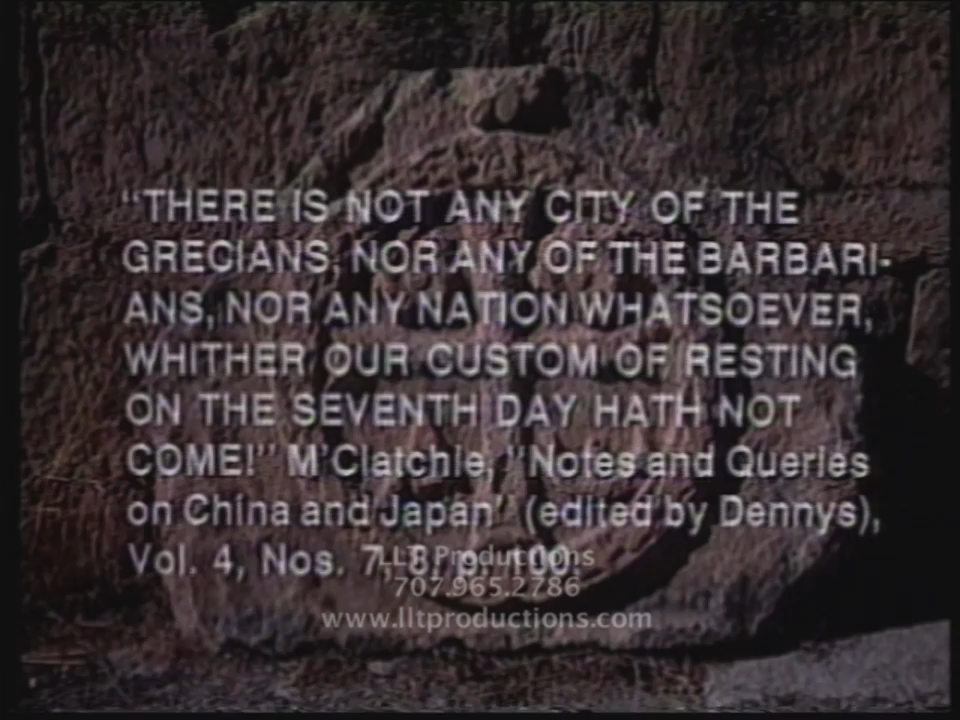 “THERE IS NOT ANY CITY OF THE
GRECIANS, NOR ANY OF THE BARBARI-
ANS, NOR ANY NATION WHATSOEVER,
WHITHER OUR CUSTOM OF RESTING
ON THE SEVENTH DAY HATH NOT
COME!” M'Clatchie, "Notes and Queries
on China and Japan" (edited by Dennys),
Vol. 4, Nos. 7, 8, p.
LLT Productions
707.965.2786
www.lltproductions.com